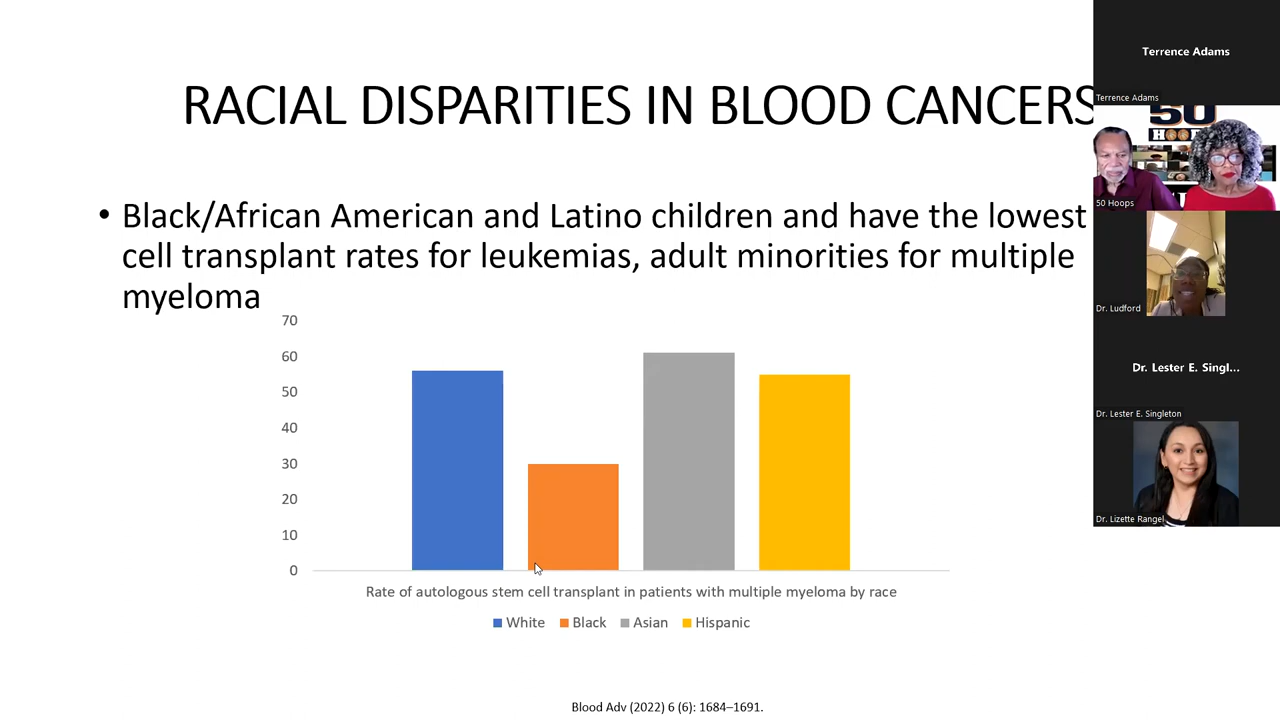 RACIAL DISPARITIES IN BLOOD CANCERS
• Black/African American and Latino children and have the lowest
cell transplant rates for leukemias, adult minorities for multiple
myeloma
70
60
50
40
30
20
10
0
Rate of autologous stem cell transplant in patients with multiple myeloma by race
White Black Asian Hispanic
Blood Adv (2022) 6 (6): 1684–1691.
Terrence Adams
Terrence Adams
50
50 Hoops
Dr. Ludford
Dr. Lester E. Singl...
Dr. Lester E. Singleton
Dr. Lizette Rangel